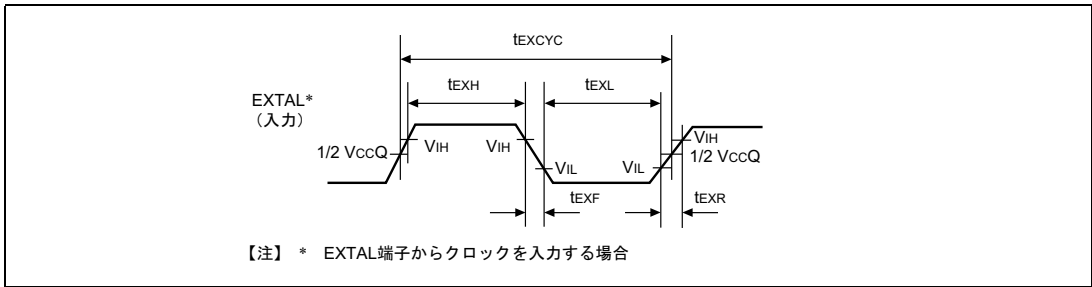 tEXCYC
tEXH
tEXL
EXTAL*
（入力）
1/2 VCCQ
VIH
VIH
VIL
VIL
VIH
1/2 VCCQ
tEXF
tEXR
【注】 * EXTAL端子からクロックを入力する場合